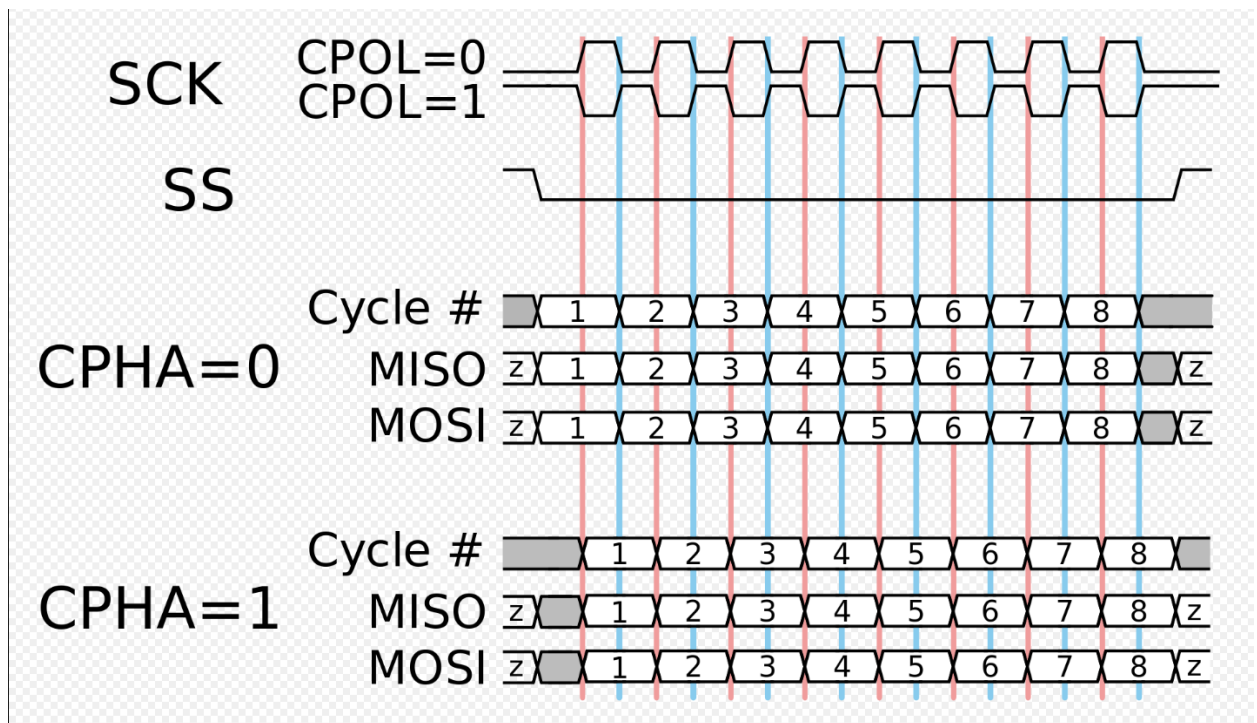 SCK CPOL=0
CPOL=1
SS
Cycle # 1 2 3 4 5 6 7 8
CPHA=0 MISO z 1 2 3 4 5 6 7 8 z
MOSI z 1 2 3 4 5 6 7 8 z
Cycle # 1 2 3 4 5 6 7 8
CPHA=1 MISO z 1 2 3 4 5 6 7 8 z
MOSI z 1 2 3 4 5 6 7 8 z